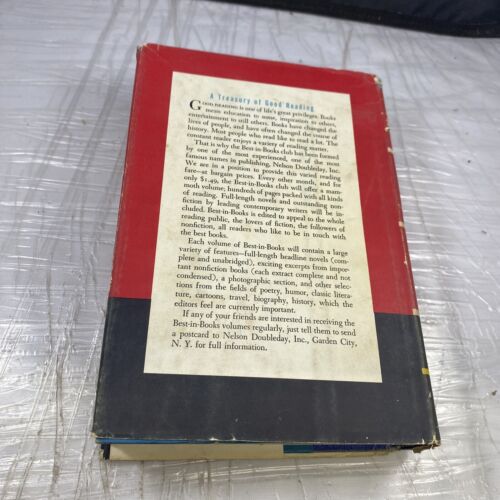 A Treasury of Good Reading
GOOD READING is one of life's great privileges. Books
mean education to some, inspiration to others,
entertainment to still others. Books have changed the
lives of people, and have often changed the course of
history. Most people who read like to read a lot. The
constant reader enjoys a variety of reading matter.
That is why the Best-in-Books club has been formed
by one of the most experienced, one of the most
famous names in publishing, Nelson Doubleday, Inc.
We are in a position to provide this varied reading
fare—at bargain prices. Every other month, and for
only $1.49, the Best-in-Books club will offer a mam-
moth volume; hundreds of pages packed with all kinds
of reading. Full-length novels and outstanding non-
fiction by leading contemporary writers will be in-
cluded. Best-in-Books is edited to appeal to the whole
reading public, the lovers of fiction, the followers of
nonfiction, all readers who like to be in touch with
the best books.
Each volume of Best-in-Books will contain a large
variety of features—full-length headline novels (com-
plete and unabridged), exciting excerpts from impor-
tant nonfiction books (each extract complete and not
condensed), a photographic section, and other selec-
tions from the fields of poetry, humor, classic litera-
ture, cartoons, travel, biography, history, which the
editors feel are currently important.
If any of your friends are interested in receiving the
Best-in-Books volumes regularly, just tell them to send
a postcard to Nelson Doubleday, Inc., Garden City,
N. Y. for full information.